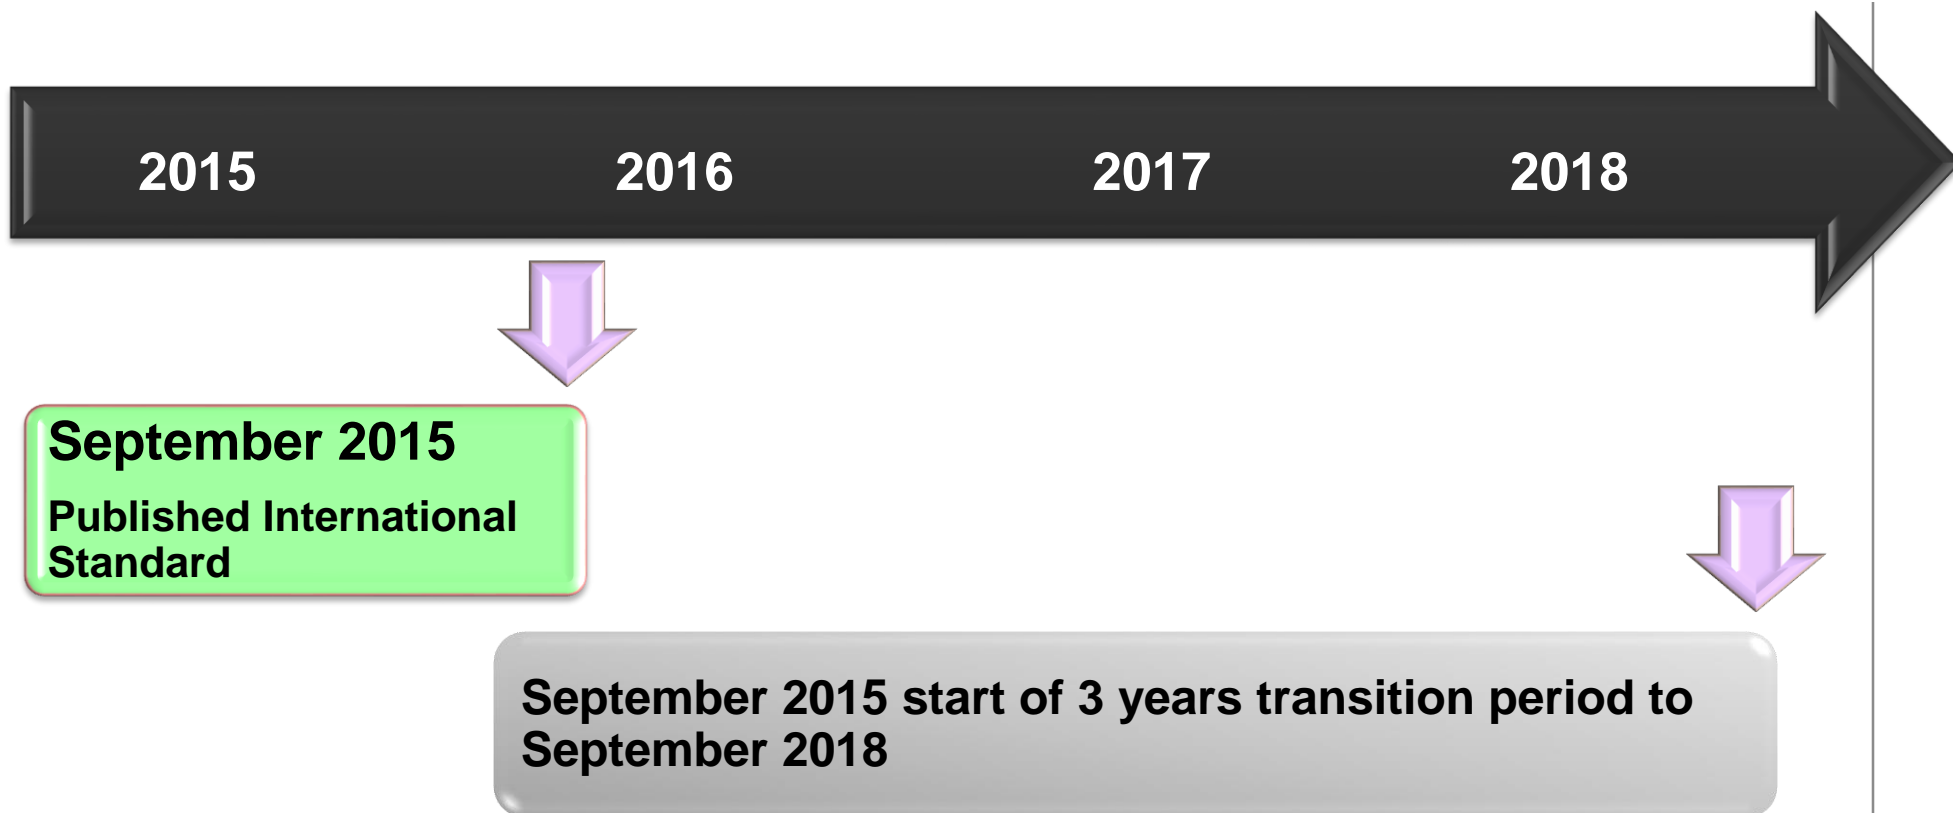 2015 2016 2017 2018
September 2015
Published International
Standard
September 2015 start of 3 years transition period to
September 2018